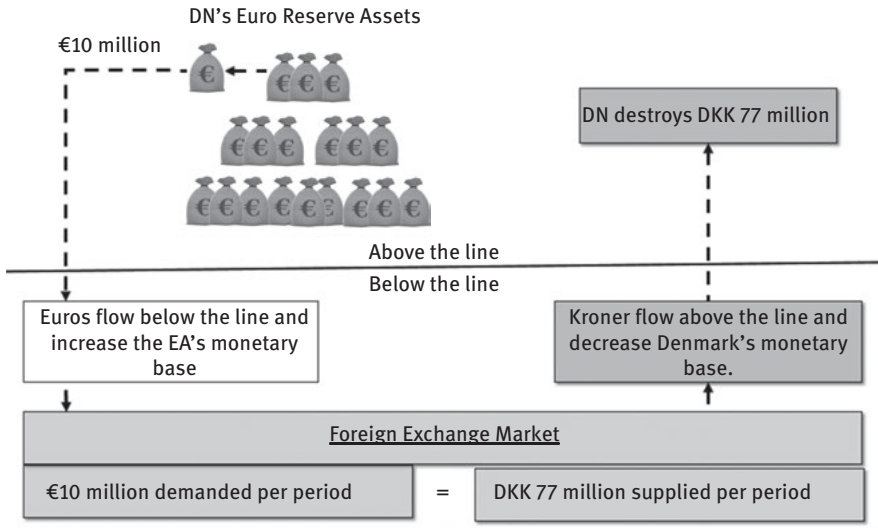 DN’s Euro Reserve Assets
€10 million
DN destroys DKK 77 million
Above the line
Below the line
Euros flow below the line and
increase the EA’s monetary
base
Kroner flow above the line and
decrease Denmark’s monetary
base.
Foreign Exchange Market
€10 million demanded per period
=
DKK 77 million supplied per period